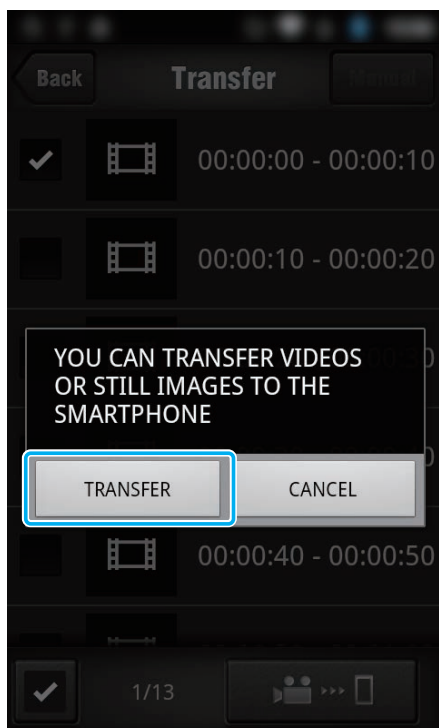 Back
Transfer
Manual
00:00:00 - 00:00:10
00:00:10 - 00:00:20
YOU CAN TRANSFER VIDEOS
OR STILL IMAGES TO THE
SMARTPHONE
TRANSFER
CANCEL
00:00:40 - 00:00:50
1/13